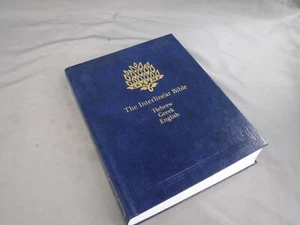 The Interlinear Bible
Hebrew
Greek
English